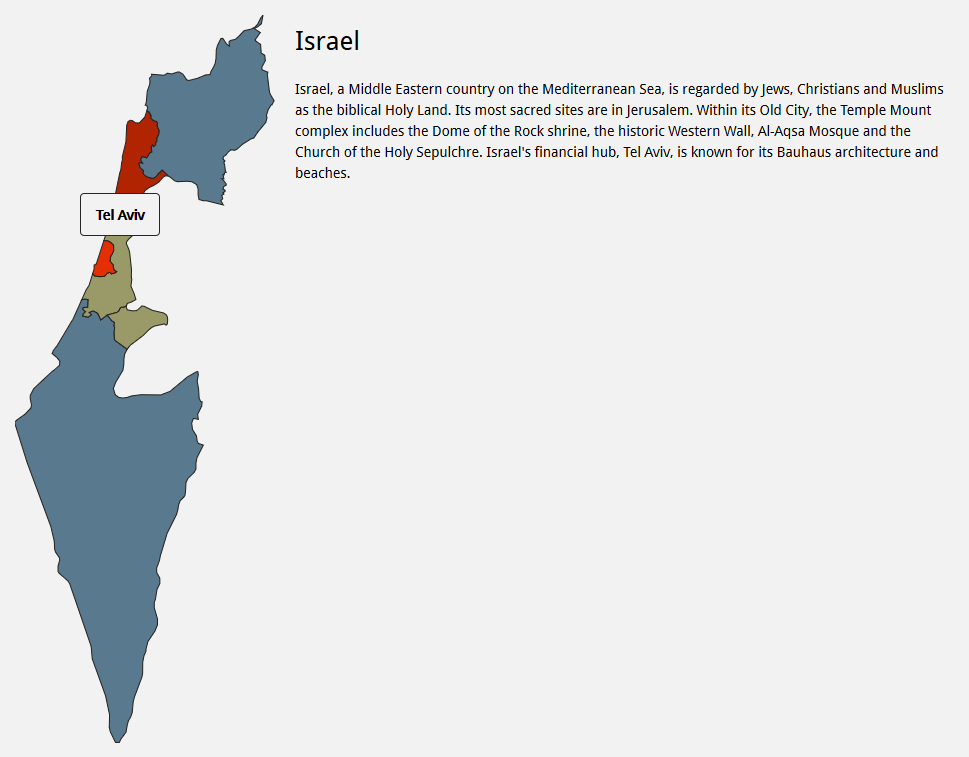 Israel
Israel, a Middle Eastern country on the Mediterranean Sea, is regarded by Jews, Christians and Muslims
as the biblical Holy Land. Its most sacred sites are in Jerusalem. Within its Old City, the Temple Mount
complex includes the Dome of the Rock shrine, the historic Western Wall, Al-Aqsa Mosque and the
Church of the Holy Sepulchre. Israel's financial hub, Tel Aviv, is known for its Bauhaus architecture and
beaches.
Tel Aviv